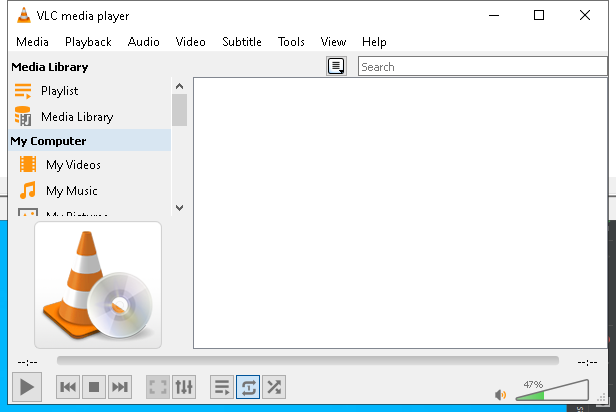 VLC media player
Media Playback Audio Video Subtitle Tools View Help
Media Library
Search
Playlist
Media Library
My Computer
My Videos
My Music
My Pictures
--:-- --:--
47%